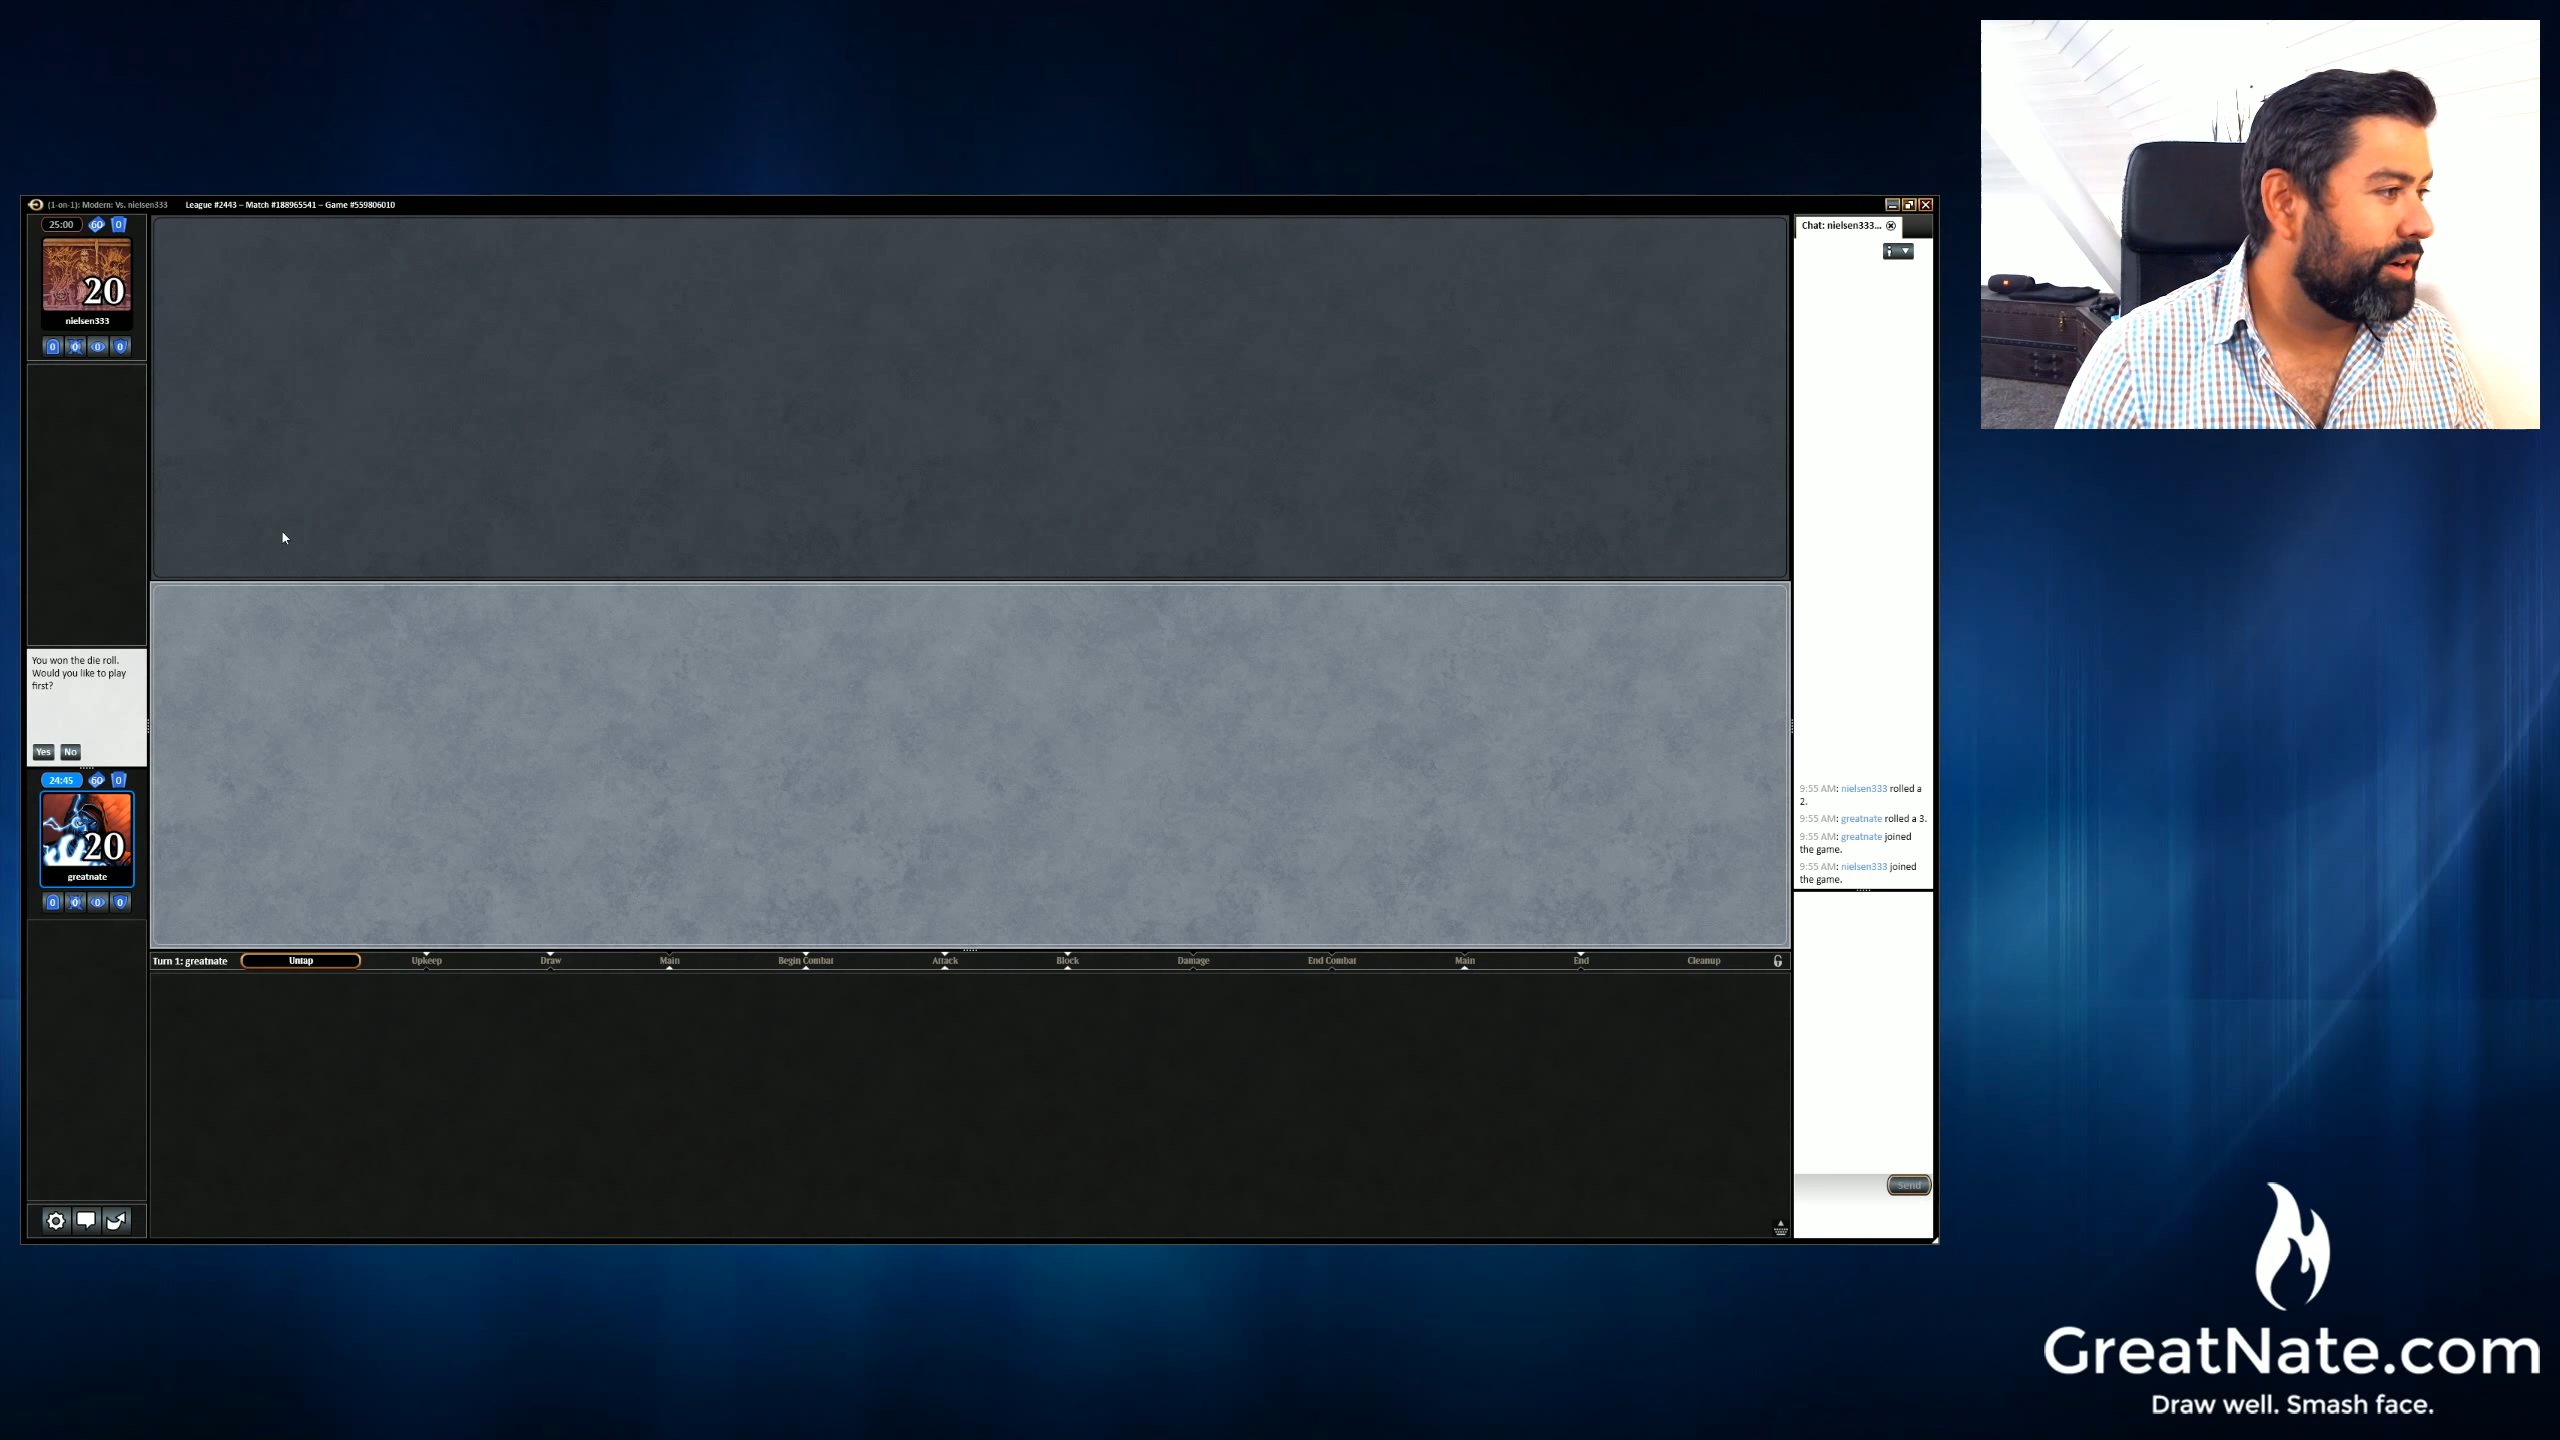 (1-on-1): Modern: Vs. nielsen333 League #2443 – Match #188965541 – Game #559806010
25:00 60 0
20
nielsen333
0 0 0 0
You won the die roll.
Would you like to play
first?
Yes No
24:45 60 0
20
greatnate
0 0 0 0
Turn 1: greatnate Untap Upkeep Draw Main Begin Combat Attack Block Damage End Combat Main End Cleanup
Chat: nielsen333...
9:55 AM: nielsen333 rolled a
2.
9:55 AM: greatnate rolled a 3.
9:55 AM: greatnate joined
the game.
9:55 AM: nielsen333 joined
the game.
Send
GreatNate.com
Draw well. Smash face.